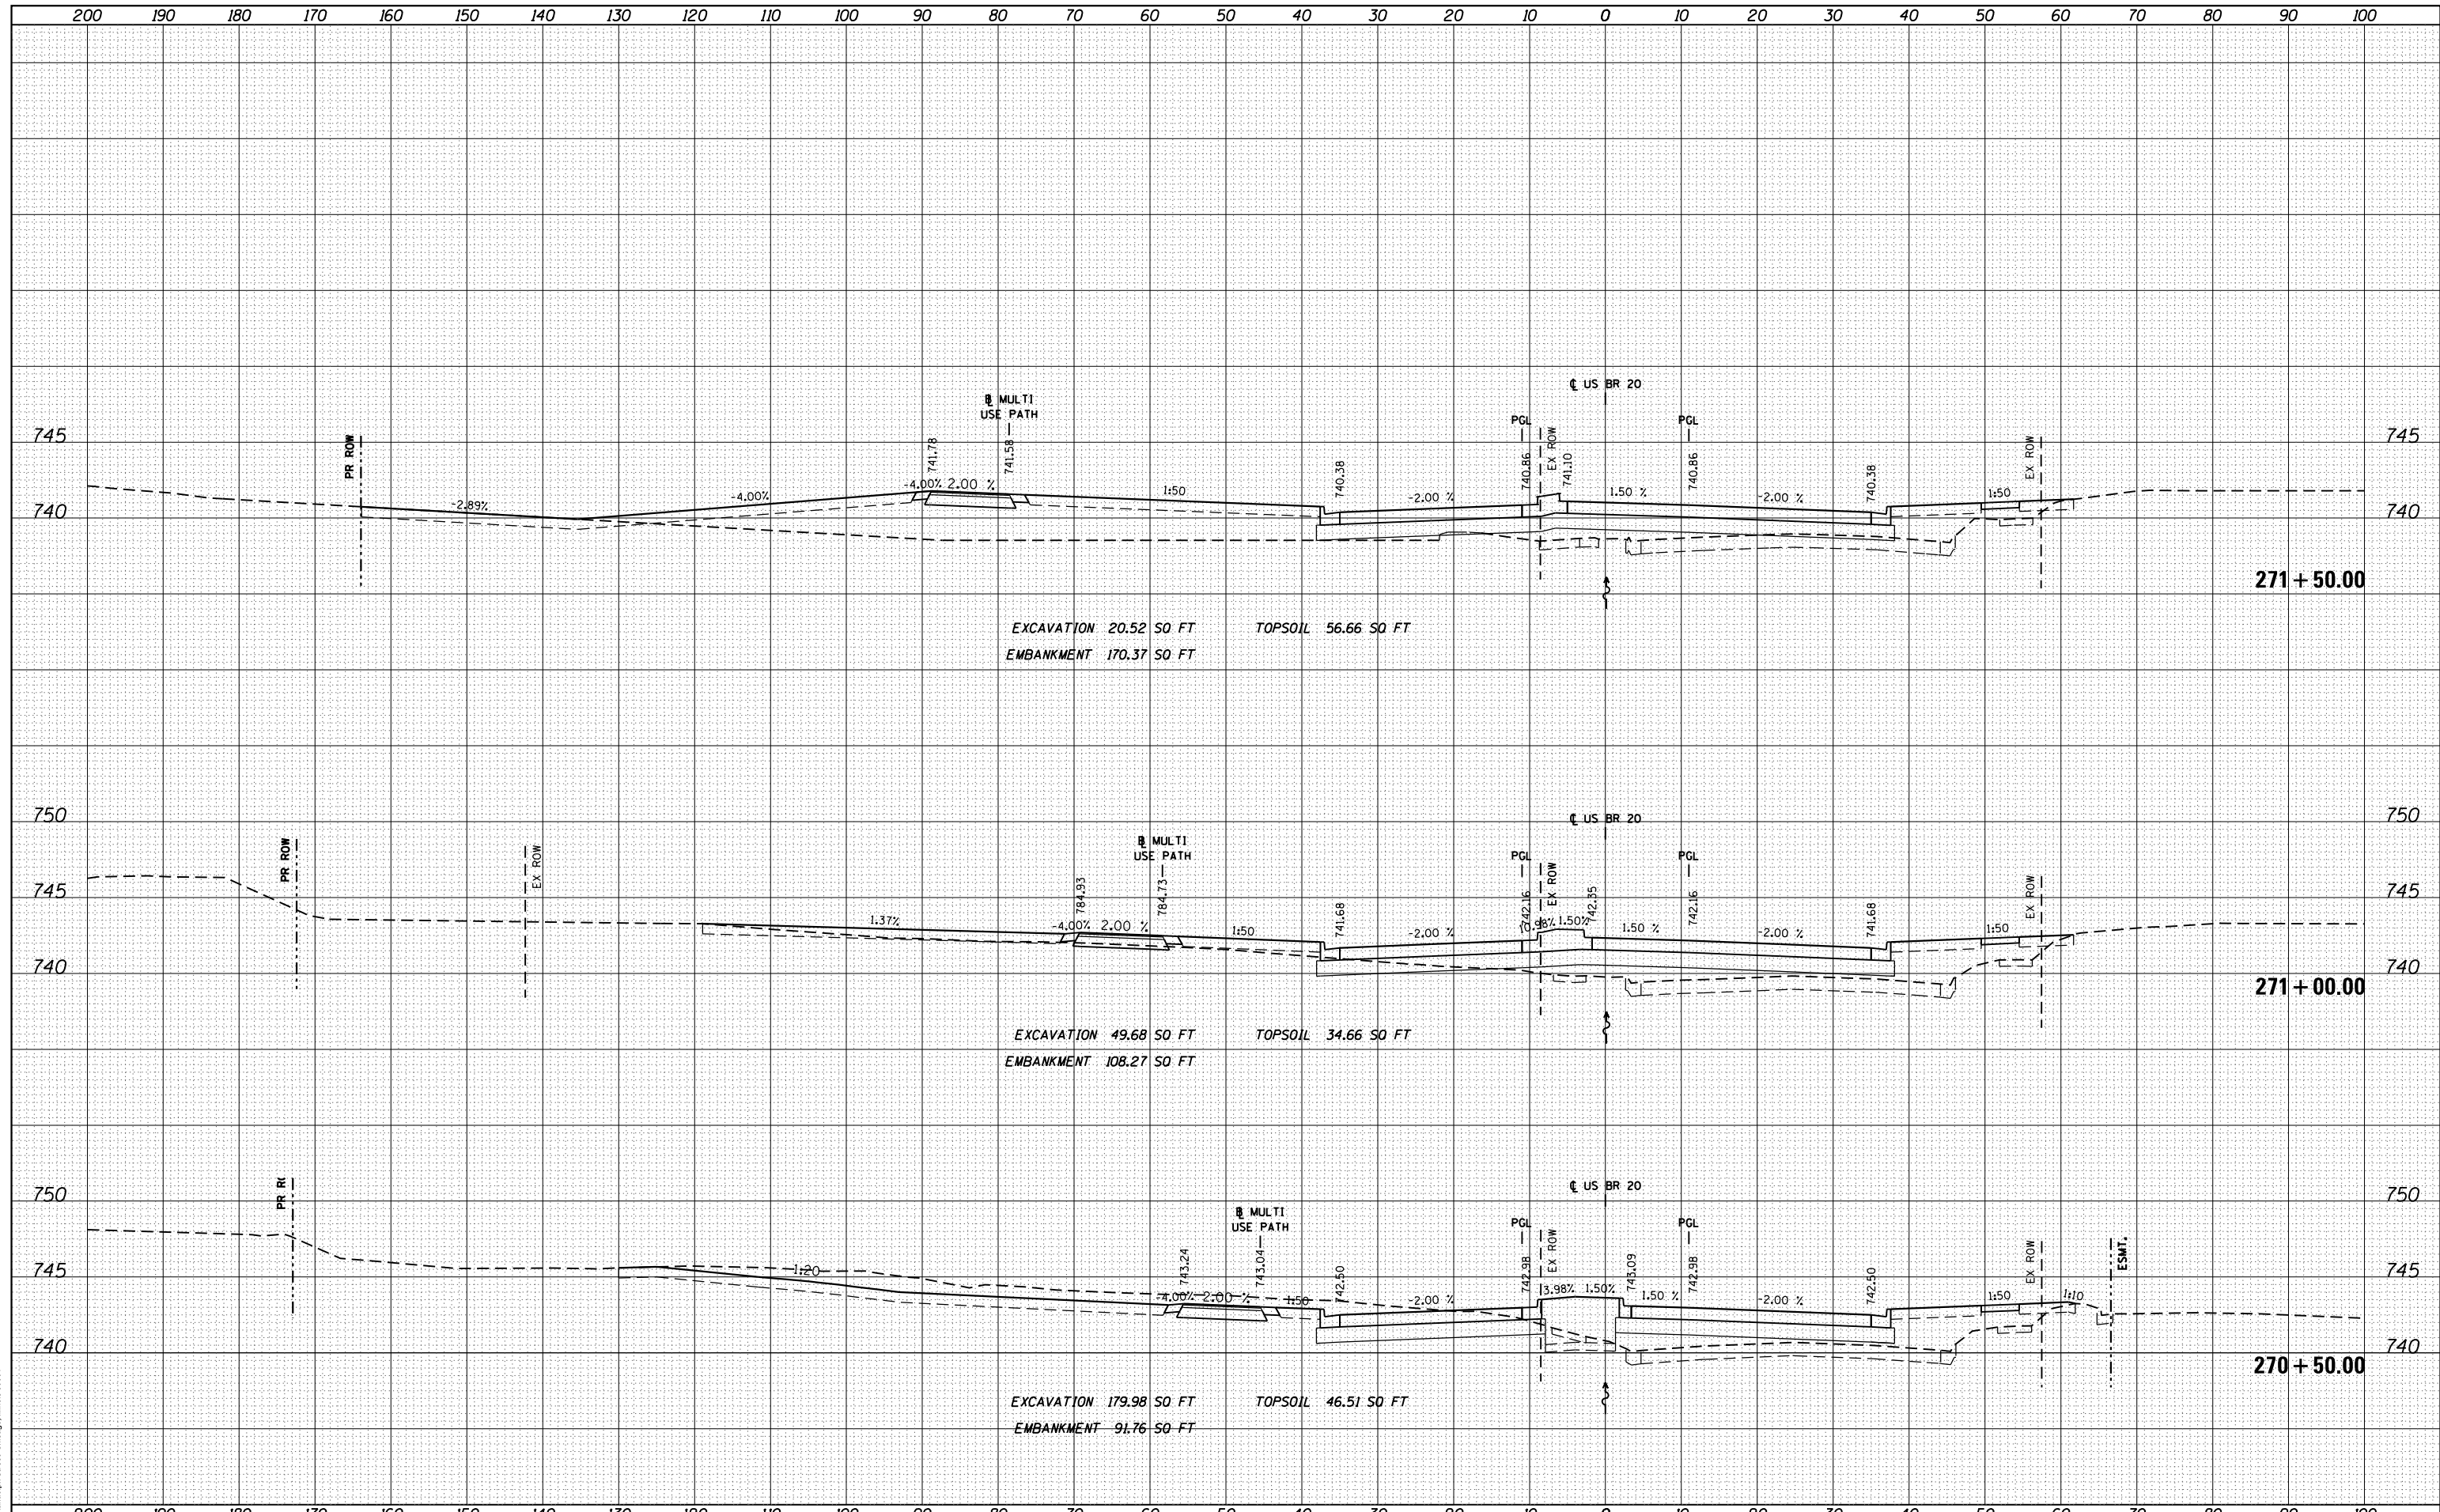 200 190 180 170 160 150 140 130 120 110 100 90 80 70 60 50 40 30 20 10 0 10 20 30 40 50 60 70 80 90 100
℄ US BR 20
℄ MULTI
USE PATH
PGL
PGL
745
PR ROW
741.78
741.58
740.38
740.86
EX ROW
741.10
740.86
740.38
EX ROW
745
740
-2.89%
-4.00%
-4.00%
2.00 %
1:50
-2.00 %
1.50 %
-2.00 %
1:50
740
271+50.00
EXCAVATION 20.52 SQ FT
TOPSOIL 56.66 SQ FT
EMBANKMENT 170.37 SQ FT
750
℄ US BR 20
750
℄ MULTI
USE PATH
PGL
PGL
745
PR ROW
EX ROW
784.93
784.73
741.68
742.16
EX ROW
742.35
742.16
741.68
EX ROW
745
1.37%
-4.00%
2.00 %
1:50
-2.00 %
10.98%
1.50%
1.50 %
-2.00 %
1:50
740
740
271+00.00
EXCAVATION 49.68 SQ FT
TOPSOIL 34.66 SQ FT
EMBANKMENT 108.27 SQ FT
750
℄ US BR 20
750
℄ MULTI
USE PATH
PGL
PGL
745
743.24
743.04
742.50
742.98
EX ROW
743.09
742.98
742.50
EX ROW
ESMT.
745
1:20
-4.00%
2.00 %
1:50
-2.00 %
13.98%
1.50%
1.50 %
-2.00 %
1:50
1:10
740
740
270+50.00
EXCAVATION 179.98 SQ FT
TOPSOIL 46.51 SQ FT
EMBANKMENT 91.76 SQ FT